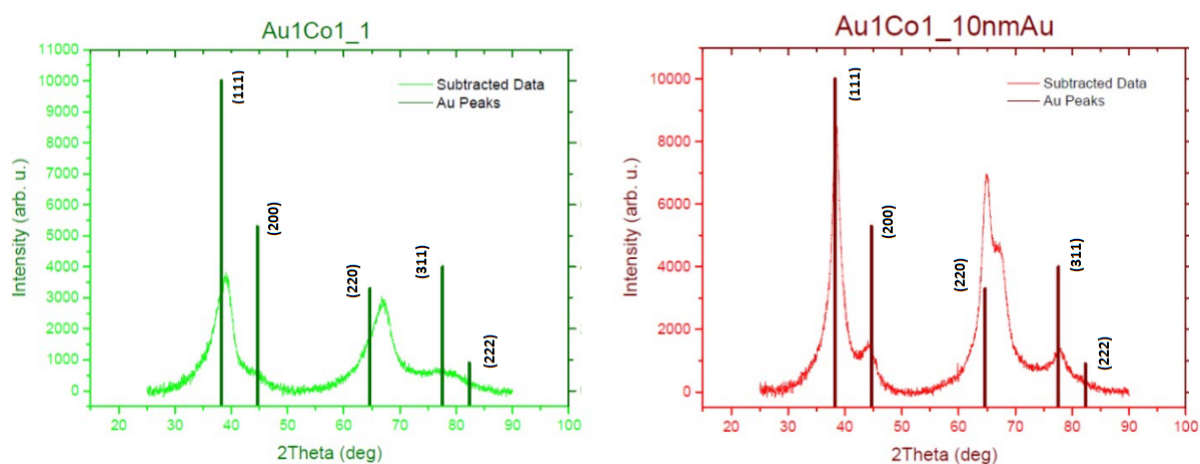 Au1Co1_1
Subtracted Data
Au Peaks
(111)
(200)
(220)
(311)
(222)
Intensity (arb. u.)
11000
10000
9000
8000
7000
6000
5000
4000
3000
2000
1000
0
20 30 40 50 60 70 80 90 100
2Theta (deg)
Au1Co1_10nmAu
Subtracted Data
Au Peaks
(111)
(200)
(220)
(311)
(222)
Intensity (arb. u.)
10000
8000
6000
4000
2000
0
20 30 40 50 60 70 80 90 100
2Theta (deg)